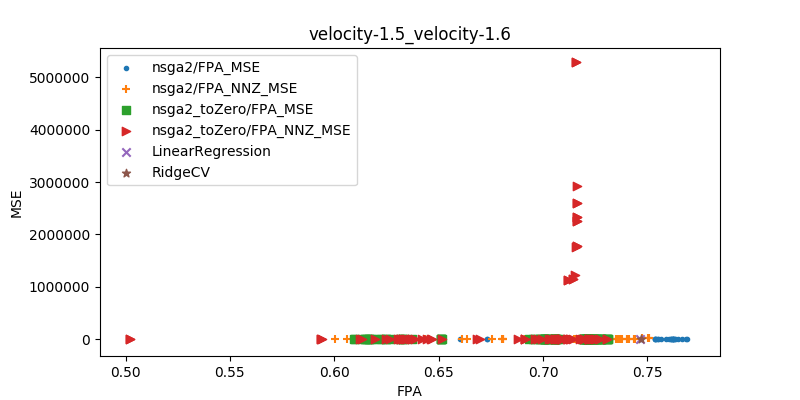 velocity-1.5_velocity-1.6
nsga2/FPA_MSE
nsga2/FPA_NNZ_MSE
nsga2_toZero/FPA_MSE
nsga2_toZero/FPA_NNZ_MSE
LinearRegression
RidgeCV
MSE
5000000
4000000
3000000
2000000
1000000
0
0.50 0.55 0.60 0.65 0.70 0.75
FPA